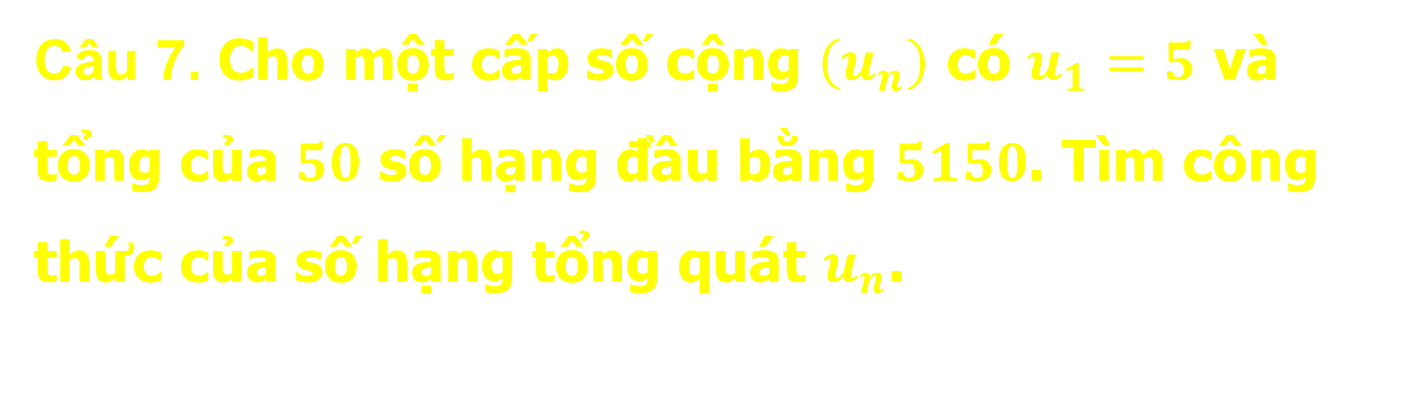 Câu 7. Cho một cấp số cộng (uₙ) có u₁ = 5 và
tổng của 50 số hạng đầu bằng 5150. Tìm công
thức của số hạng tổng quát uₙ.